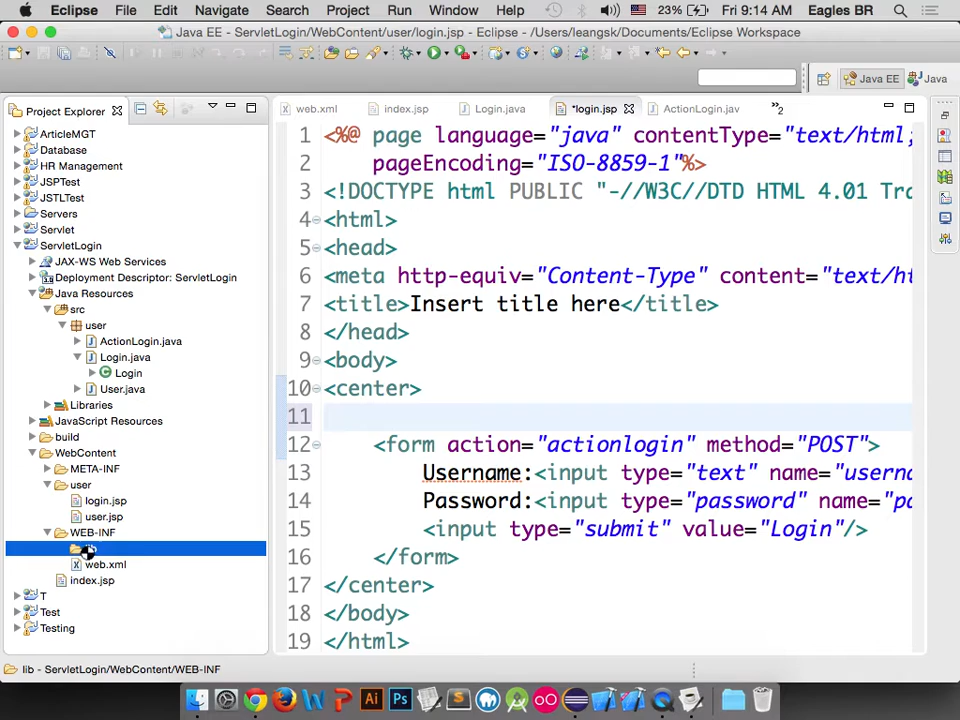 Eclipse File Edit Navigate Search Project Run Window Help 23% Fri 9:14 AM Eagles BR
Java EE - ServletLogin/WebContent/user/login.jsp - Eclipse - /Users/leangsk/Documents/Eclipse Workspace
Java EE Java
Project Explorer
web.xml index.jsp Login.java *login.jsp ActionLogin.java »2
ArticleMGT
Database
HR Management
JSPTest
JSTLTest
Servers
Servlet
ServletLogin
JAX-WS Web Services
Deployment Descriptor: ServletLogin
Java Resources
src
user
ActionLogin.java
Login.java
Login
User.java
Libraries
JavaScript Resources
build
WebContent
META-INF
user
login.jsp
user.jsp
WEB-INF
web.xml
index.jsp
T
Test
Testing
1 <%@ page language="java" contentType="text/html;
2 pageEncoding="ISO-8859-1"%>
3 <!DOCTYPE html PUBLIC "-//W3C//DTD HTML 4.01 Tra
4 <html>
5 <head>
6 <meta http-equiv="Content-Type" content="text/ht
7 <title>Insert title here</title>
8 </head>
9 <body>
10 <center>
11
12 <form action="actionlogin" method="POST">
13 Username:<input type="text" name="userna
14 Password:<input type="password" name="pa
15 <input type="submit" value="Login"/>
16 </form>
17 </center>
18 </body>
19 </html>
lib - ServletLogin/WebContent/WEB-INF